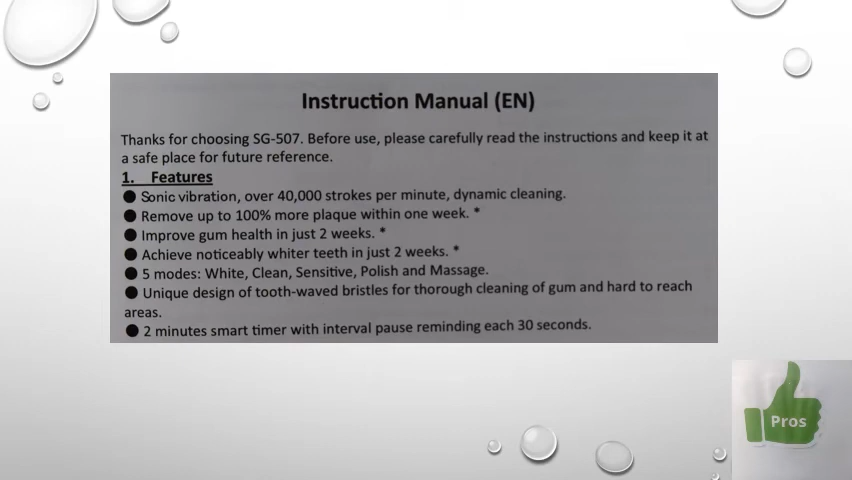 Instruction Manual (EN)
Thanks for choosing SG-507. Before use, please carefully read the instructions and keep it at
a safe place for future reference.
1. Features
● Sonic vibration, over 40,000 strokes per minute, dynamic cleaning.
● Remove up to 100% more plaque within one week. *
● Improve gum health in just 2 weeks. *
● Achieve noticeably whiter teeth in just 2 weeks. *
● 5 modes: White, Clean, Sensitive, Polish and Massage.
● Unique design of tooth-waved bristles for thorough cleaning of gum and hard to reach
areas.
● 2 minutes smart timer with interval pause reminding each 30 seconds.
Pros